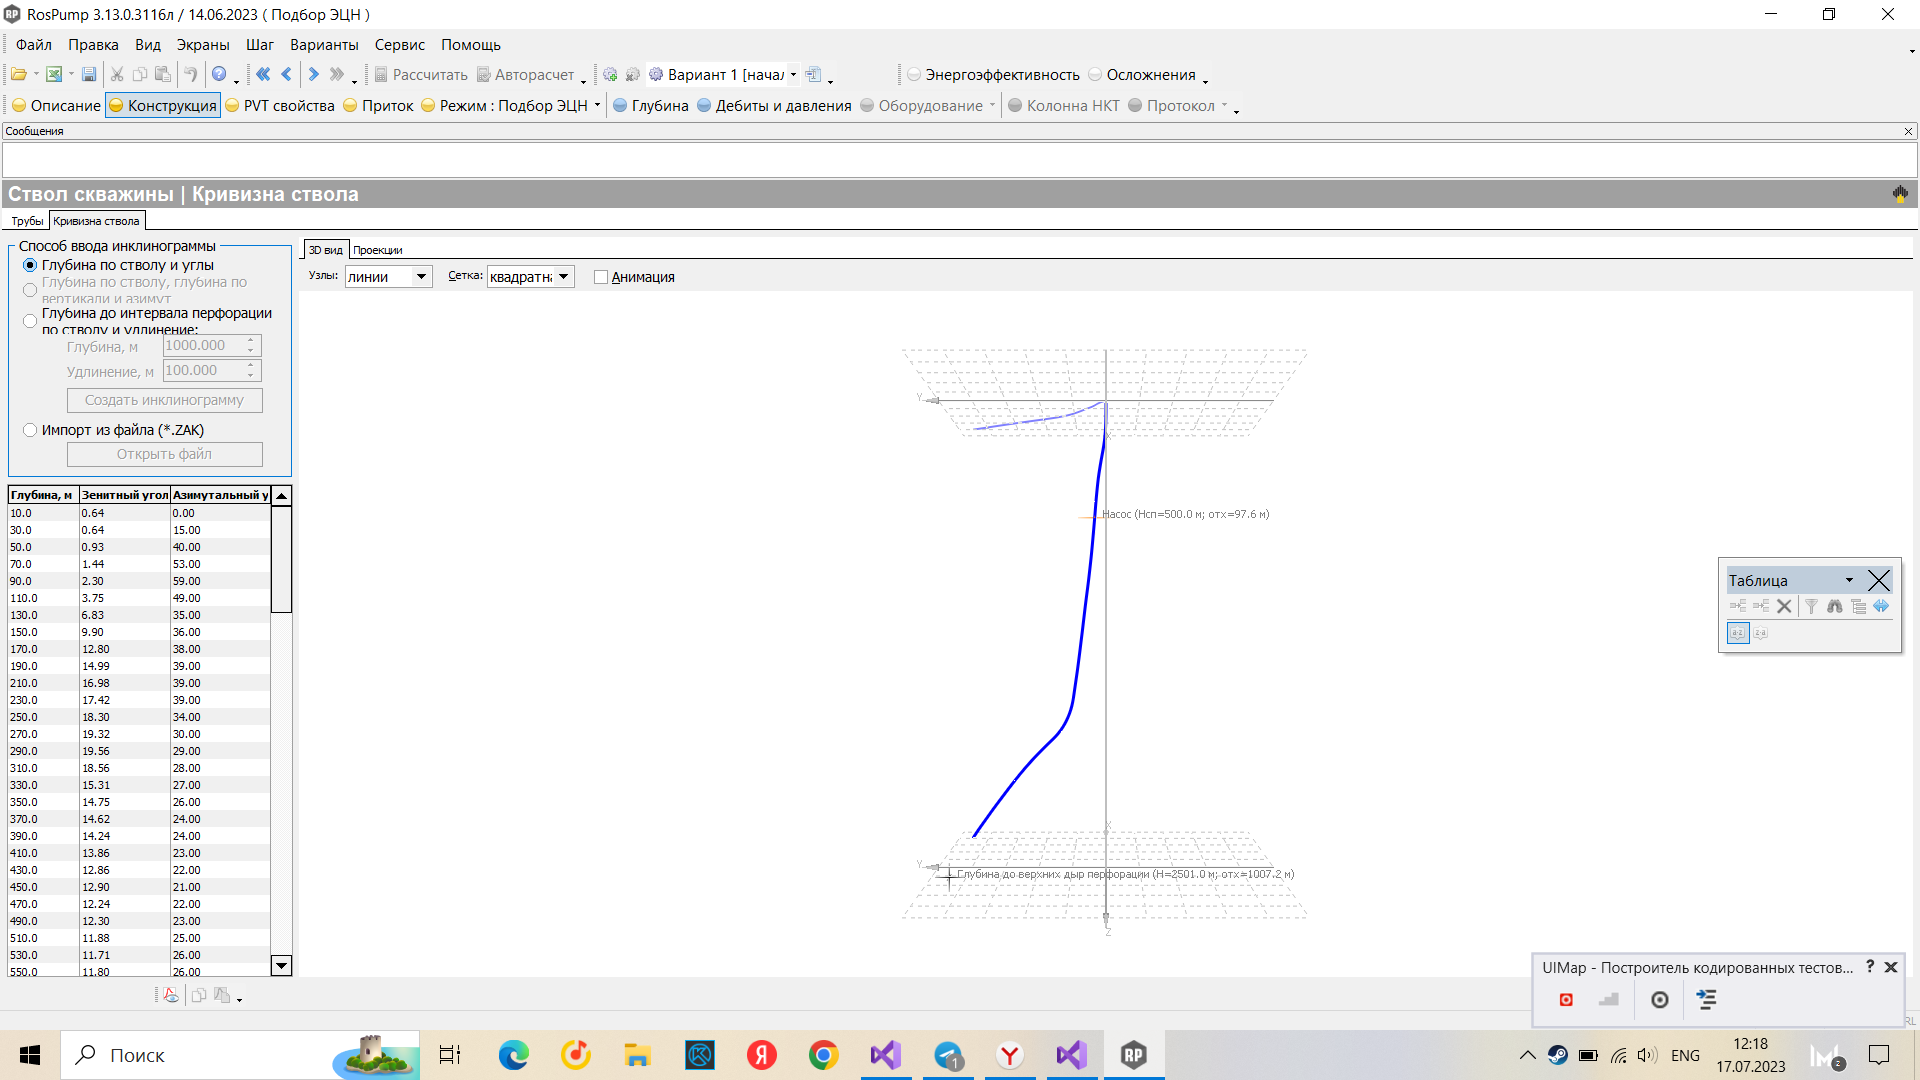 RosPump 3.13.0.3116л / 14.06.2023 ( Подбор ЭЦН )
Файл Правка Вид Экраны Шаг Варианты Сервис Помощь
Рассчитать Авторасчет Вариант 1 [начал Энергоэффективность Осложнения
Описание Конструкция PVT свойства Приток Режим : Подбор ЭЦН Глубина Дебиты и давления Оборудование Колонна НКТ Протокол
Сообщения
Ствол скважины | Кривизна ствола
Трубы Кривизна ствола
Способ ввода инклинограммы
Глубина по стволу и углы
Глубина по стволу, глубина по
вертикали и азимут
Глубина до интервала перфорации
по стволу и удлинение:
Глубина, м 1000.000
Удлинение, м 100.000
Создать инклинограмму
Импорт из файла (*.ZAK)
Открыть файл
Глубина, м Зенитный угол Азимутальный у
10.0 0.64 0.00
30.0 0.64 15.00
50.0 0.93 40.00
70.0 1.44 53.00
90.0 2.30 59.00
110.0 3.75 49.00
130.0 6.83 35.00
150.0 9.90 36.00
170.0 12.80 38.00
190.0 14.99 39.00
210.0 16.98 39.00
230.0 17.42 39.00
250.0 18.30 34.00
270.0 19.32 30.00
290.0 19.56 29.00
310.0 18.56 28.00
330.0 15.31 27.00
350.0 14.75 26.00
370.0 14.62 24.00
390.0 14.24 24.00
410.0 13.86 23.00
430.0 12.86 22.00
450.0 12.90 21.00
470.0 12.24 22.00
490.0 12.30 23.00
510.0 11.88 25.00
530.0 11.71 26.00
550.0 11.80 26.00
3D вид Проекции
Узлы: линии Сетка: квадратна Анимация
Y
X
Насос (Нсп=500.0 м; отх=97.6 м)
X
Y
Глубина до верхних дыр перфорации (Н=2501.0 м; отх=1007.2 м)
Z
Таблица
a-z z-a
UIMap - Построитель кодированных тестов... ?
RL
Поиск
1
RP
ENG
12:18
17.07.2023
2